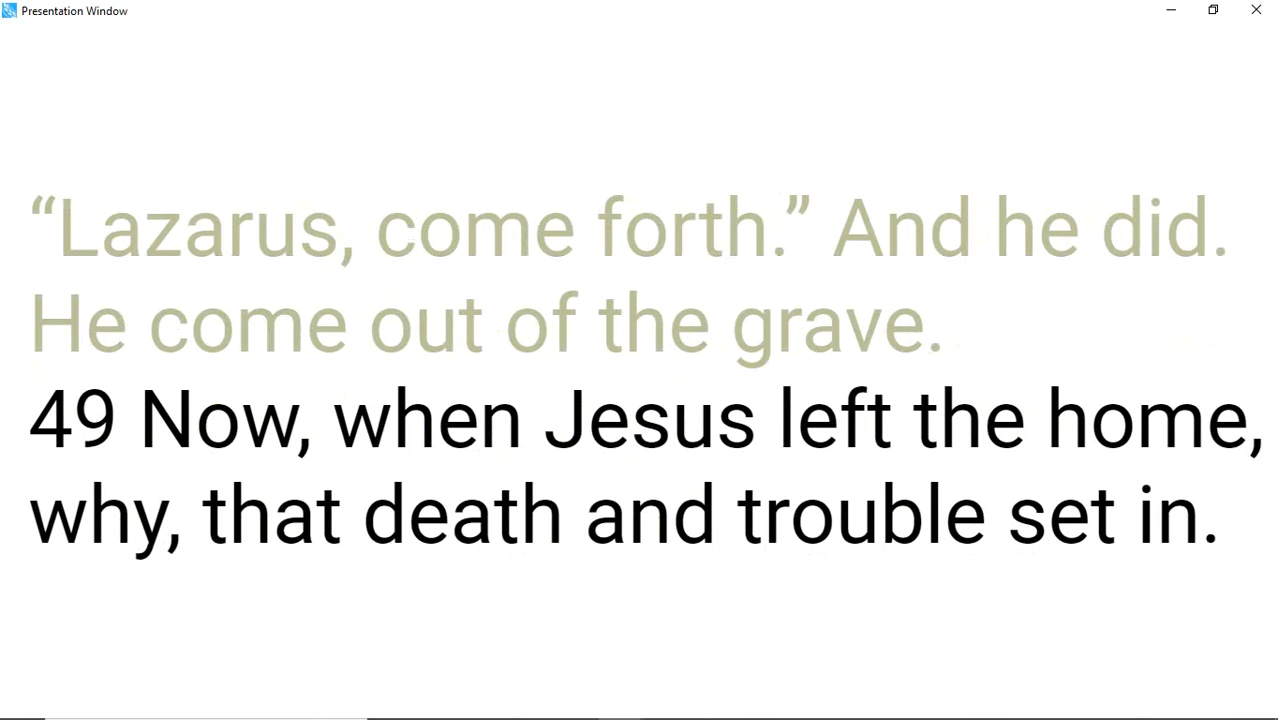 Presentation Window
“Lazarus, come forth.” And he did.
He come out of the grave.
49 Now, when Jesus left the home,
why, that death and trouble set in.